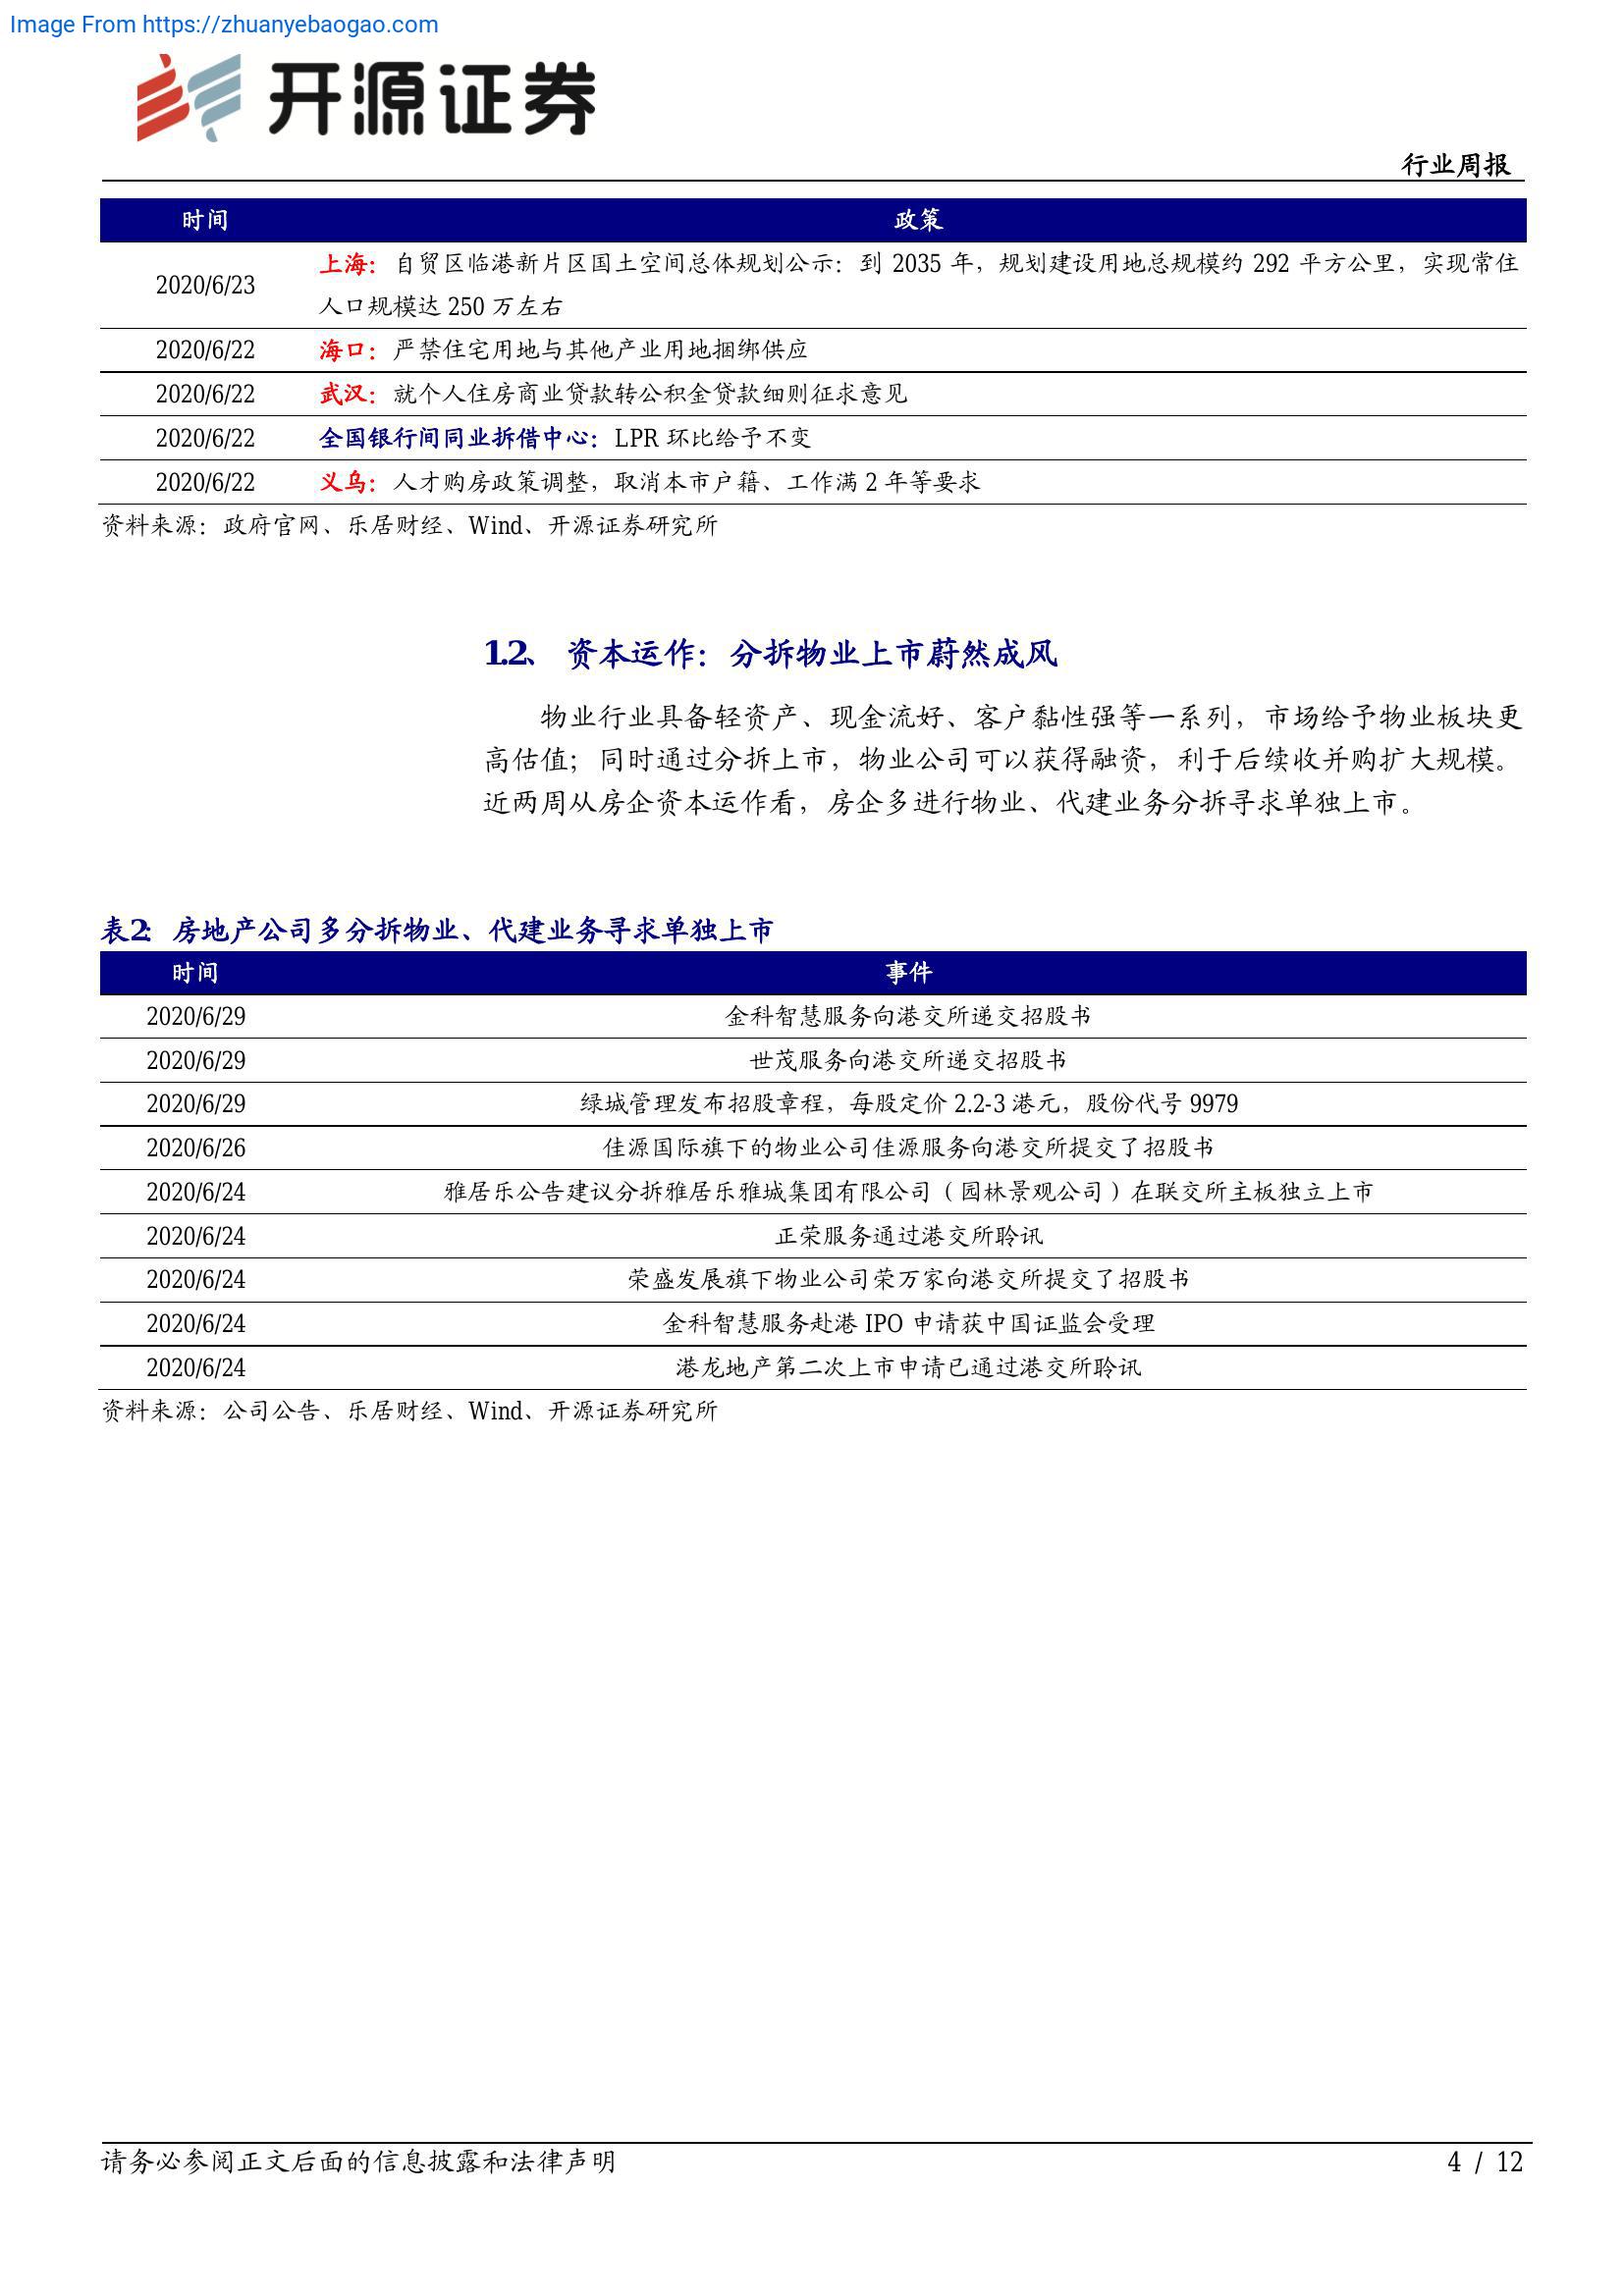 Image From https://zhuanyebaogao.com
开源证券
行业周报
时间 政策
2020/6/23 上海：自贸区临港新片区国土空间总体规划公示：到 2035 年，规划建设用地总规模约 292 平方公里，实现常住
人口规模达 250 万左右
2020/6/22 海口：严禁住宅用地与其他产业用地捆绑供应
2020/6/22 武汉：就个人住房商业贷款转公积金贷款细则征求意见
2020/6/22 全国银行间同业拆借中心：LPR 环比给予不变
2020/6/22 义乌：人才购房政策调整，取消本市户籍、工作满 2 年等要求
资料来源：政府官网、乐居财经、Wind、开源证券研究所
1.2、 资本运作：分拆物业上市蔚然成风
物业行业具备轻资产、现金流好、客户黏性强等一系列，市场给予物业板块更
高估值；同时通过分拆上市，物业公司可以获得融资，利于后续收并购扩大规模。
近两周从房企资本运作看，房企多进行物业、代建业务分拆寻求单独上市。
表2：房地产公司多分拆物业、代建业务寻求单独上市
时间 事件
2020/6/29 金科智慧服务向港交所递交招股书
2020/6/29 世茂服务向港交所递交招股书
2020/6/29 绿城管理发布招股章程，每股定价 2.2-3 港元，股份代号 9979
2020/6/26 佳源国际旗下的物业公司佳源服务向港交所提交了招股书
2020/6/24 雅居乐公告建议分拆雅居乐雅城集团有限公司（园林景观公司）在联交所主板独立上市
2020/6/24 正荣服务通过港交所聆讯
2020/6/24 荣盛发展旗下物业公司荣万家向港交所提交了招股书
2020/6/24 金科智慧服务赴港 IPO 申请获中国证监会受理
2020/6/24 港龙地产第二次上市申请已通过港交所聆讯
资料来源：公司公告、乐居财经、Wind、开源证券研究所
请务必参阅正文后面的信息披露和法律声明 4 / 12